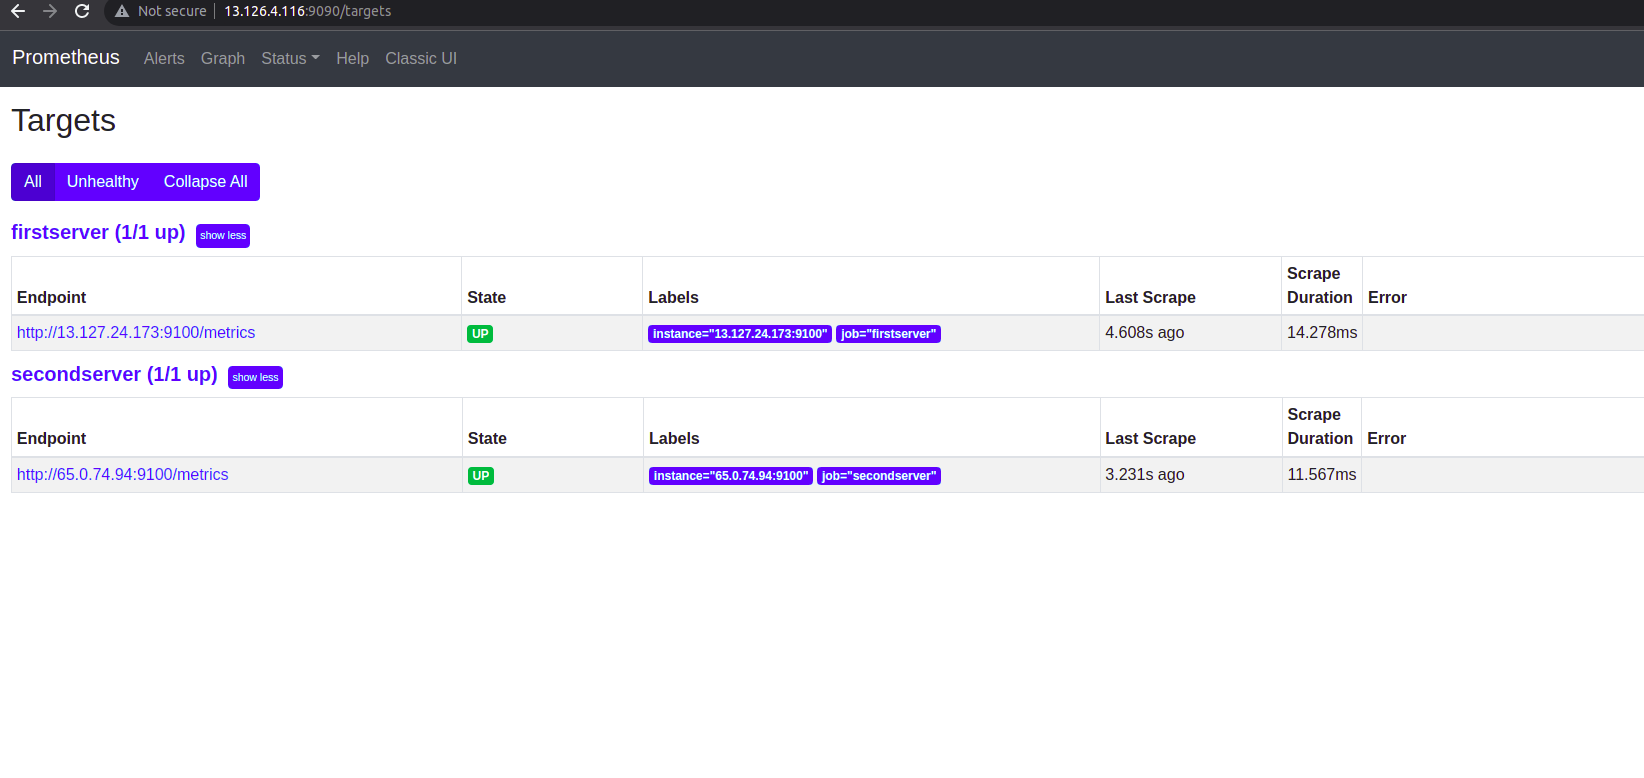 Not secure | 13.126.4.116:9090/targets
Prometheus Alerts Graph Status Help Classic UI
Targets
All Unhealthy Collapse All
firstserver (1/1 up) show less
Endpoint State Labels Last Scrape Scrape Duration Error
http://13.127.24.173:9100/metrics UP instance="13.127.24.173:9100" job="firstserver" 4.608s ago 14.278ms
secondserver (1/1 up) show less
Endpoint State Labels Last Scrape Scrape Duration Error
http://65.0.74.94:9100/metrics UP instance="65.0.74.94:9100" job="secondserver" 3.231s ago 11.567ms